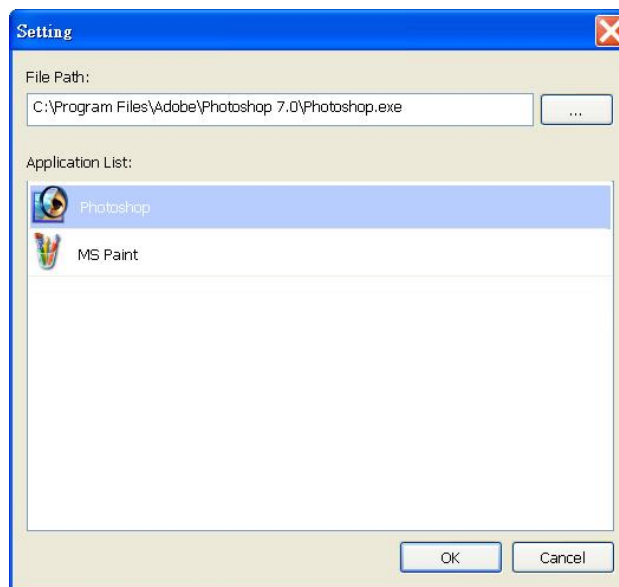 Setting
File Path:
C:\Program Files\Adobe\Photoshop 7.0\Photoshop.exe
...
Application List:
Photoshop
MS Paint
OK
Cancel